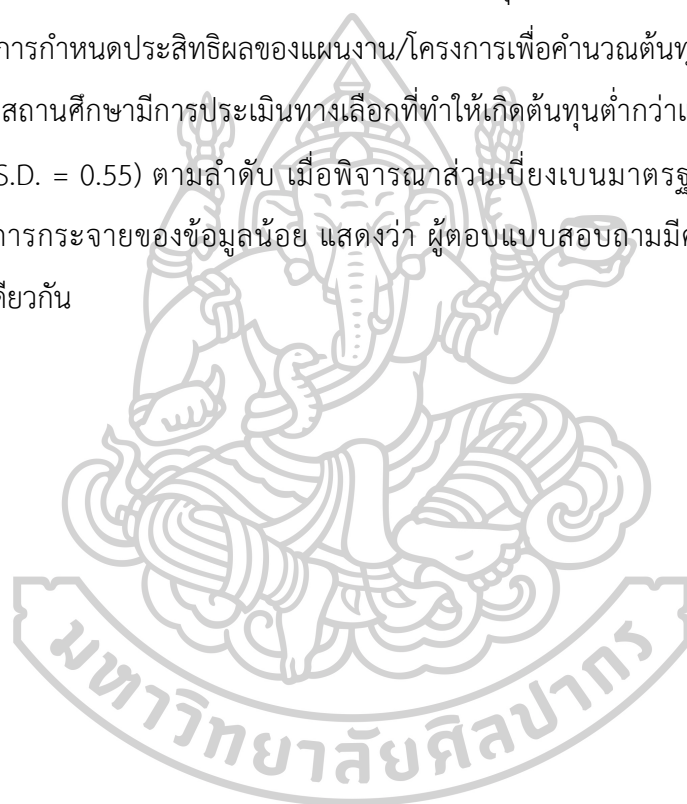 การกำหนดประสิทธิผลของแผนงาน/โครงการเพื่อคำนวณต้นทุ
สถานศึกษามีการประเมินทางเลือกที่ทำให้เกิดต้นทุนต่ำกว่าเ
S.D. = 0.55) ตามลำดับ เมื่อพิจารณาส่วนเบี่ยงเบนมาตรฐ
การกระจายของข้อมูลน้อย แสดงว่า ผู้ตอบแบบสอบถามมีค
ดียวกัน
มหาวิทยาลัยศิลปากร